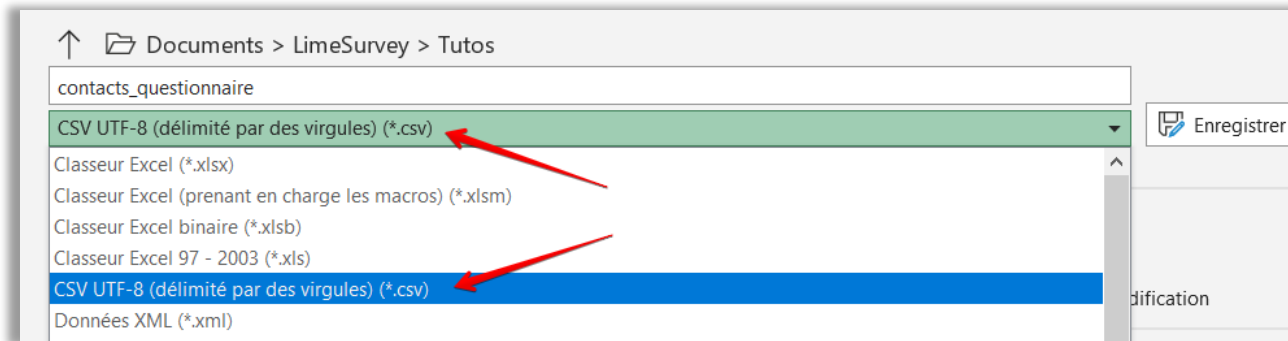 Documents > LimeSurvey > Tutos
contacts_questionnaire
CSV UTF-8 (délimité par des virgules) (*.csv)
Enregistrer
Classeur Excel (*.xlsx)
Classeur Excel (prenant en charge les macros) (*.xlsm)
Classeur Excel binaire (*.xlsb)
Classeur Excel 97 - 2003 (*.xls)
CSV UTF-8 (délimité par des virgules) (*.csv)
dification
Données XML (*.xml)